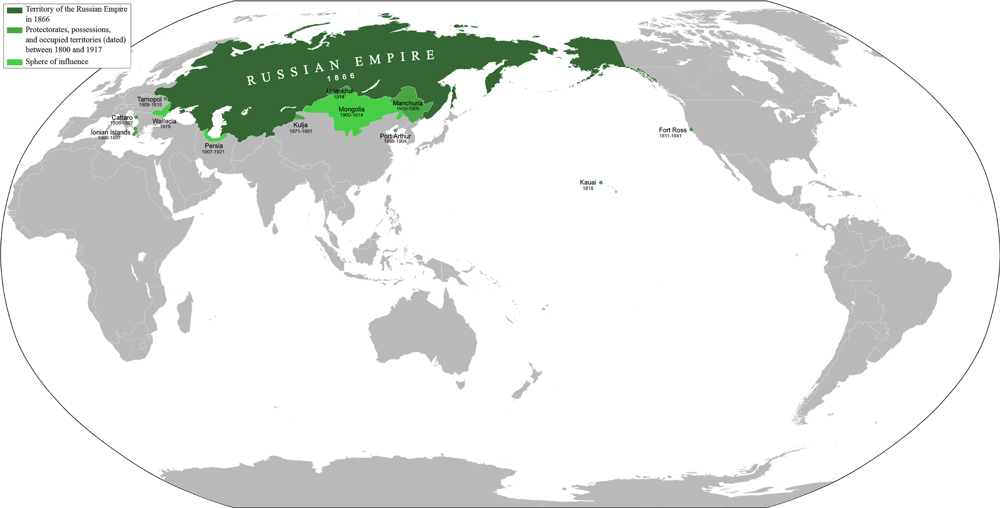 Territory of the Russian Empire
in 1866
Protectorates, possessions,
and occupied territories (dated)
between 1800 and 1917
Sphere of influence
RUSSIAN EMPIRE
1866
Uriankhai
1914
Tarnopol
1809-1815
Mongolia
1900-1914
Manchuria
1900-1905
Cattaro
1806-1807
Wallacia
1878
Kulja
1871-1881
Ionian Islands
1800-1807
Port Arthur
1898-1904
Fort Ross
1811-1841
Persia
1907-1921
Kauai
1818